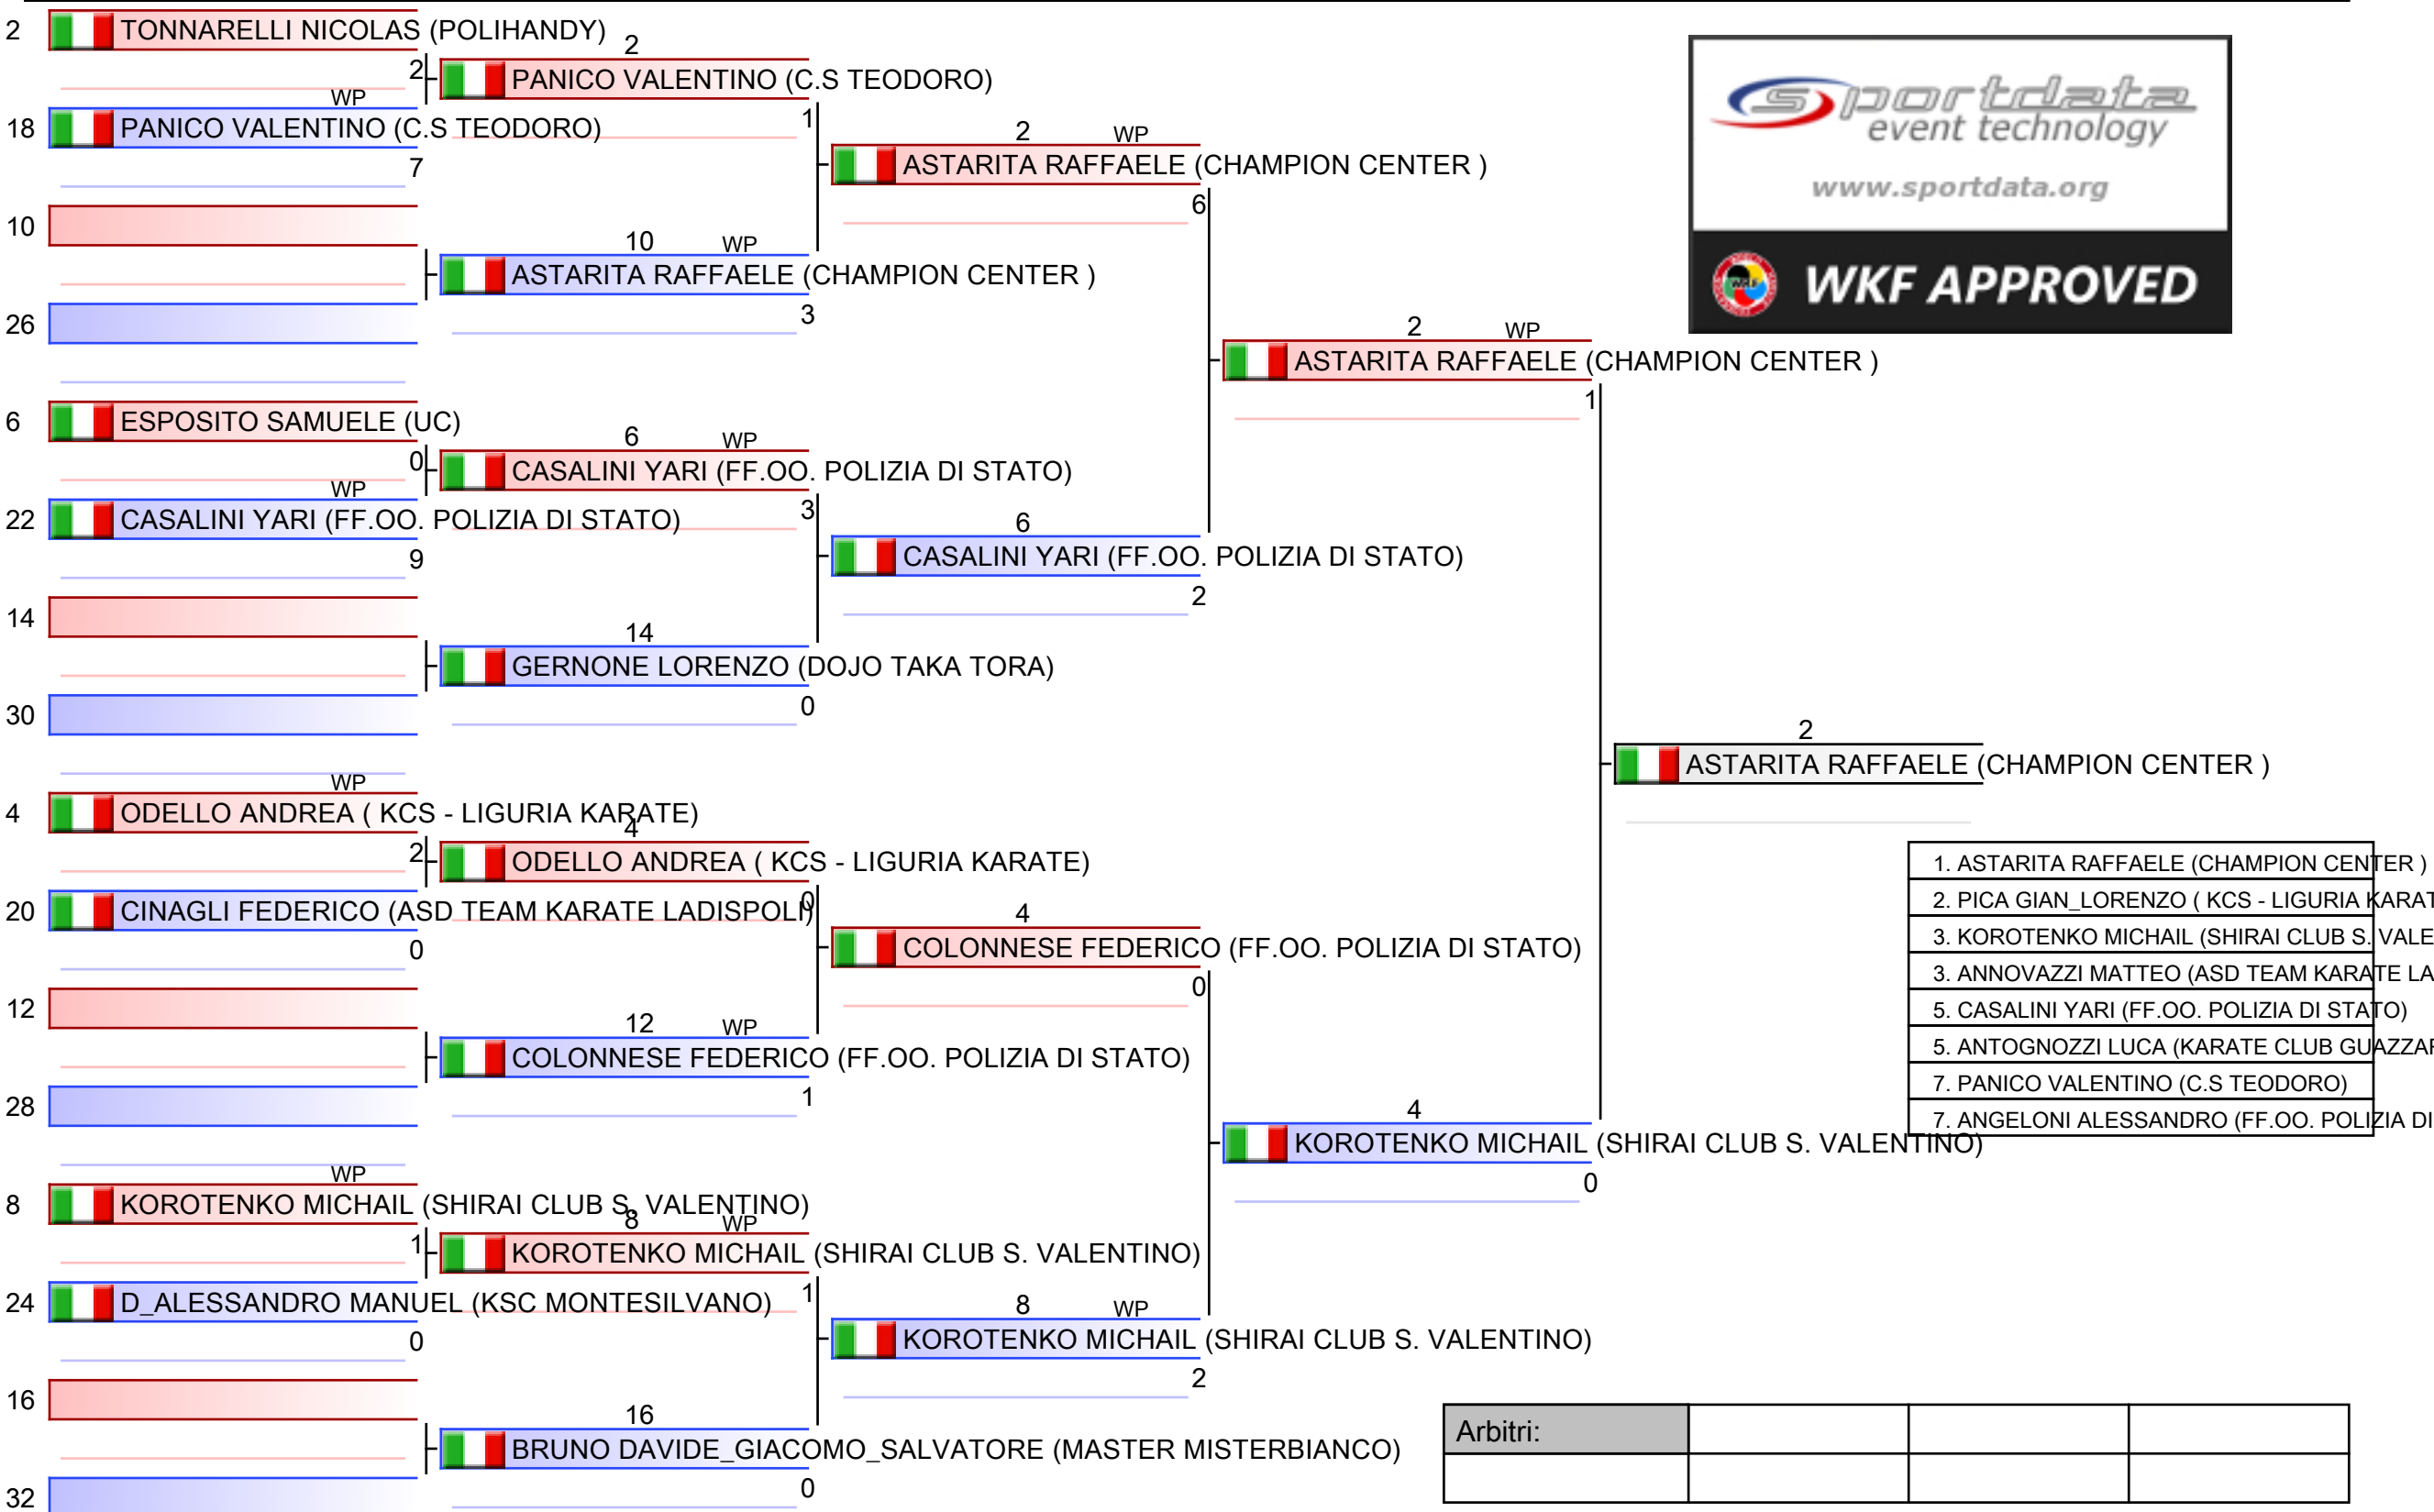 2 TONNARELLI NICOLAS (POLIHANDY)
2
WP
18 PANICO VALENTINO (C.S TEODORO)
7
10
26
6 ESPOSITO SAMUELE (UC)
0
WP
22 CASALINI YARI (FF.OO. POLIZIA DI STATO)
9
14
30
WP
4 ODELLO ANDREA ( KCS - LIGURIA KARATE)
2
20 CINAGLI FEDERICO (ASD TEAM KARATE LADISPOLI)
0
12
28
WP
8 KOROTENKO MICHAIL (SHIRAI CLUB S. VALENTINO)
1
24 D_ALESSANDRO MANUEL (KSC MONTESILVANO)
0
16
32
2
PANICO VALENTINO (C.S TEODORO)
1
10 WP
ASTARITA RAFFAELE (CHAMPION CENTER )
3
6 WP
CASALINI YARI (FF.OO. POLIZIA DI STATO)
3
14
GERNONE LORENZO (DOJO TAKA TORA)
0
4
ODELLO ANDREA ( KCS - LIGURIA KARATE)
0
12 WP
COLONNESE FEDERICO (FF.OO. POLIZIA DI STATO)
1
8 WP
KOROTENKO MICHAIL (SHIRAI CLUB S. VALENTINO)
1
16
BRUNO DAVIDE_GIACOMO_SALVATORE (MASTER MISTERBIANCO)
0
2 WP
ASTARITA RAFFAELE (CHAMPION CENTER )
6
6
CASALINI YARI (FF.OO. POLIZIA DI STATO)
2
4
COLONNESE FEDERICO (FF.OO. POLIZIA DI STATO)
0
8 WP
KOROTENKO MICHAIL (SHIRAI CLUB S. VALENTINO)
2
2 WP
ASTARITA RAFFAELE (CHAMPION CENTER )
1
4
KOROTENKO MICHAIL (SHIRAI CLUB S. VALENTINO)
0
2
ASTARITA RAFFAELE (CHAMPION CENTER )
sportdata
event technology
www.sportdata.org
WKF
WKF APPROVED
1. ASTARITA RAFFAELE (CHAMPION CENTER )
2. PICA GIAN_LORENZO ( KCS - LIGURIA KARAT
3. KOROTENKO MICHAIL (SHIRAI CLUB S. VALE
3. ANNOVAZZI MATTEO (ASD TEAM KARATE LA
5. CASALINI YARI (FF.OO. POLIZIA DI STATO)
5. ANTOGNOZZI LUCA (KARATE CLUB GUAZZA
7. PANICO VALENTINO (C.S TEODORO)
7. ANGELONI ALESSANDRO (FF.OO. POLIZIA DI
Arbitri: